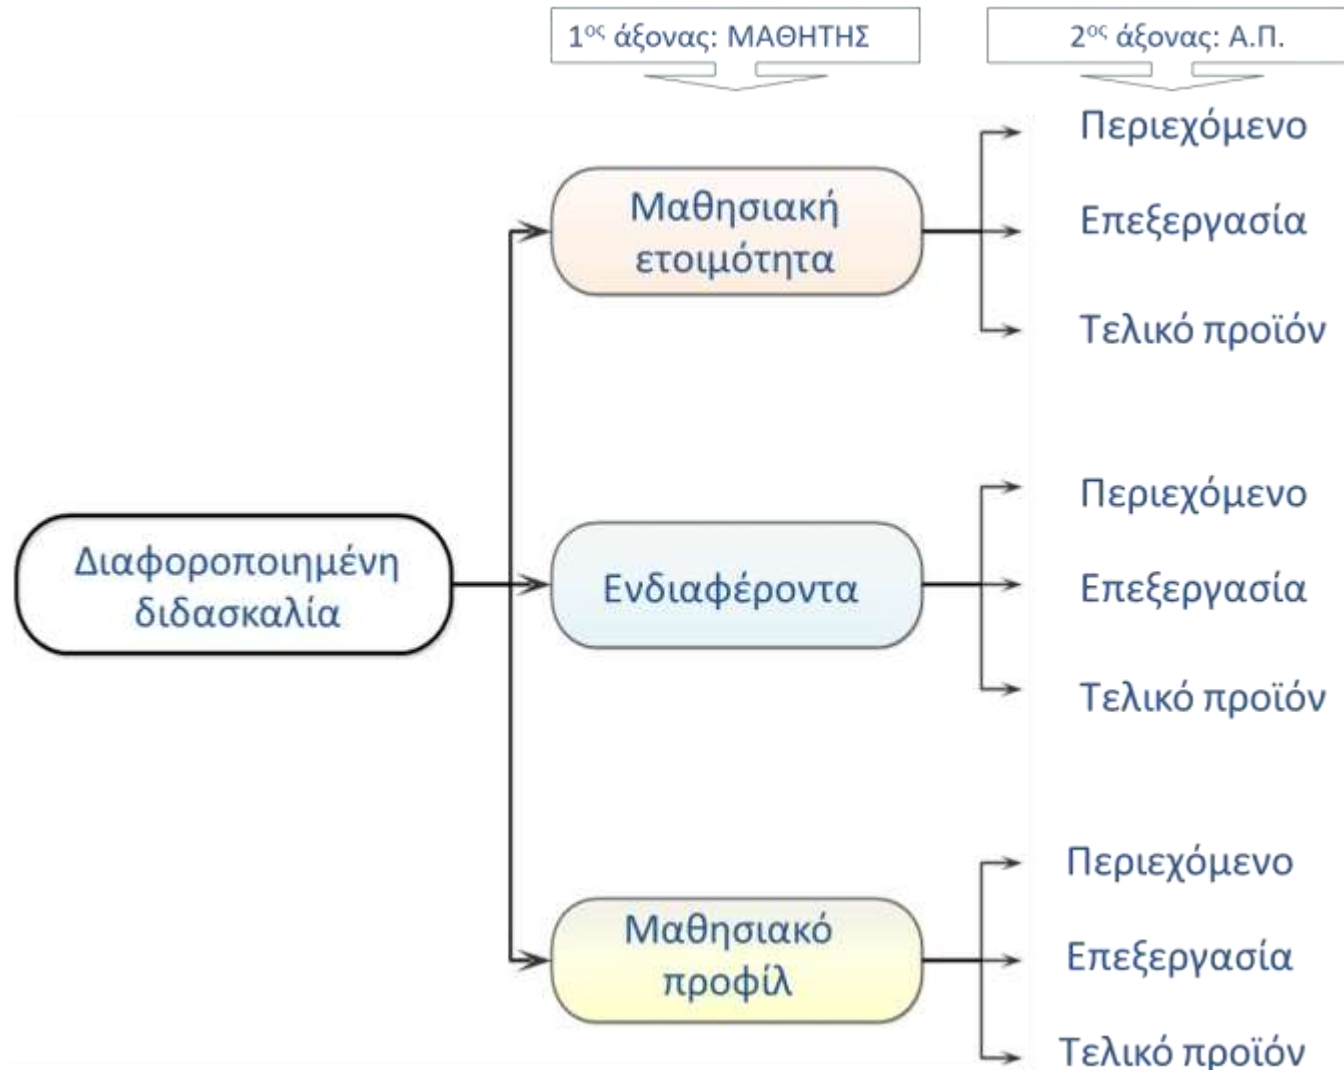 1ος άξονας: ΜΑΘΗΤΗΣ
2ος άξονας: Α.Π.
Διαφοροποιημένη
διδασκαλία
Μαθησιακή
ετοιμότητα
Περιεχόμενο
Επεξεργασία
Τελικό προϊόν
Ενδιαφέροντα
Περιεχόμενο
Επεξεργασία
Τελικό προϊόν
Μαθησιακό
προφίλ
Περιεχόμενο
Επεξεργασία
Τελικό προϊόν